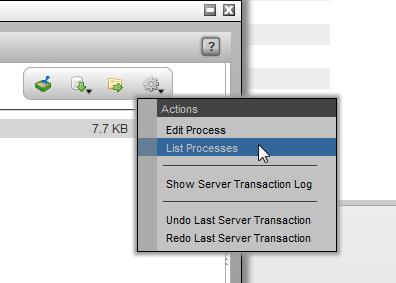 ?
7.7 KB
Actions
Edit Process
List Processes
Show Server Transaction Log
Undo Last Server Transaction
Redo Last Server Transaction